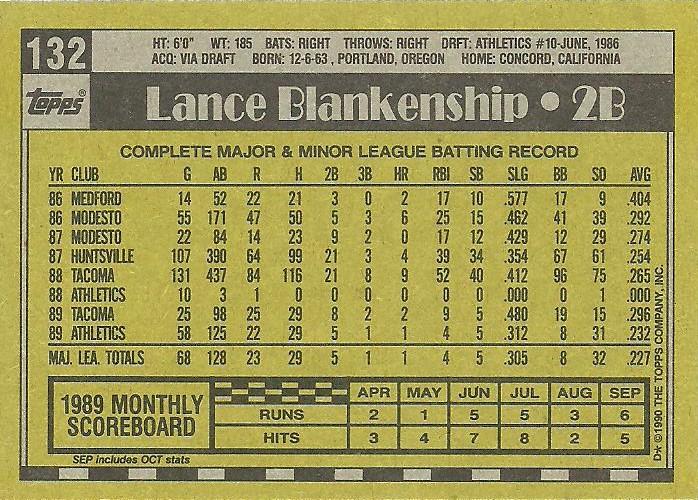 132
HT: 6'0" WT: 185 BATS: RIGHT THROWS: RIGHT DRFT: ATHLETICS #10-JUNE, 1986
ACQ: VIA DRAFT BORN: 12-6-63 , PORTLAND, OREGON HOME: CONCORD, CALIFORNIA
TOPPS® Lance Blankenship • 2B
COMPLETE MAJOR & MINOR LEAGUE BATTING RECORD
YR CLUB G AB R H 2B 3B HR RBI SB SLG BB SO AVG
86 MEDFORD 14 52 22 21 3 0 2 17 10 .577 17 9 .404
86 MODESTO 55 171 47 50 5 3 6 25 15 .462 41 39 .292
87 MODESTO 22 84 14 23 9 2 0 17 12 .429 12 29 .274
87 HUNTSVILLE 107 390 64 99 21 3 4 39 34 .354 67 61 .254
88 TACOMA 131 437 84 116 21 8 9 52 40 .412 96 75 .265
88 ATHLETICS 10 3 1 0 0 0 0 0 0 .000 0 1 .000
89 TACOMA 25 98 25 29 8 2 2 9 5 .480 19 15 .296
89 ATHLETICS 58 125 22 29 5 1 1 4 5 .312 8 31 .232
MAJ. LEA. TOTALS 68 128 23 29 5 1 1 4 5 .305 8 32 .227
1989 MONTHLY SCOREBOARD
APR MAY JUN JUL AUG SEP
RUNS 2 1 5 5 3 6
HITS 3 4 7 8 2 5
SEP includes OCT stats
D* ©1990 THE TOPPS COMPANY, INC.